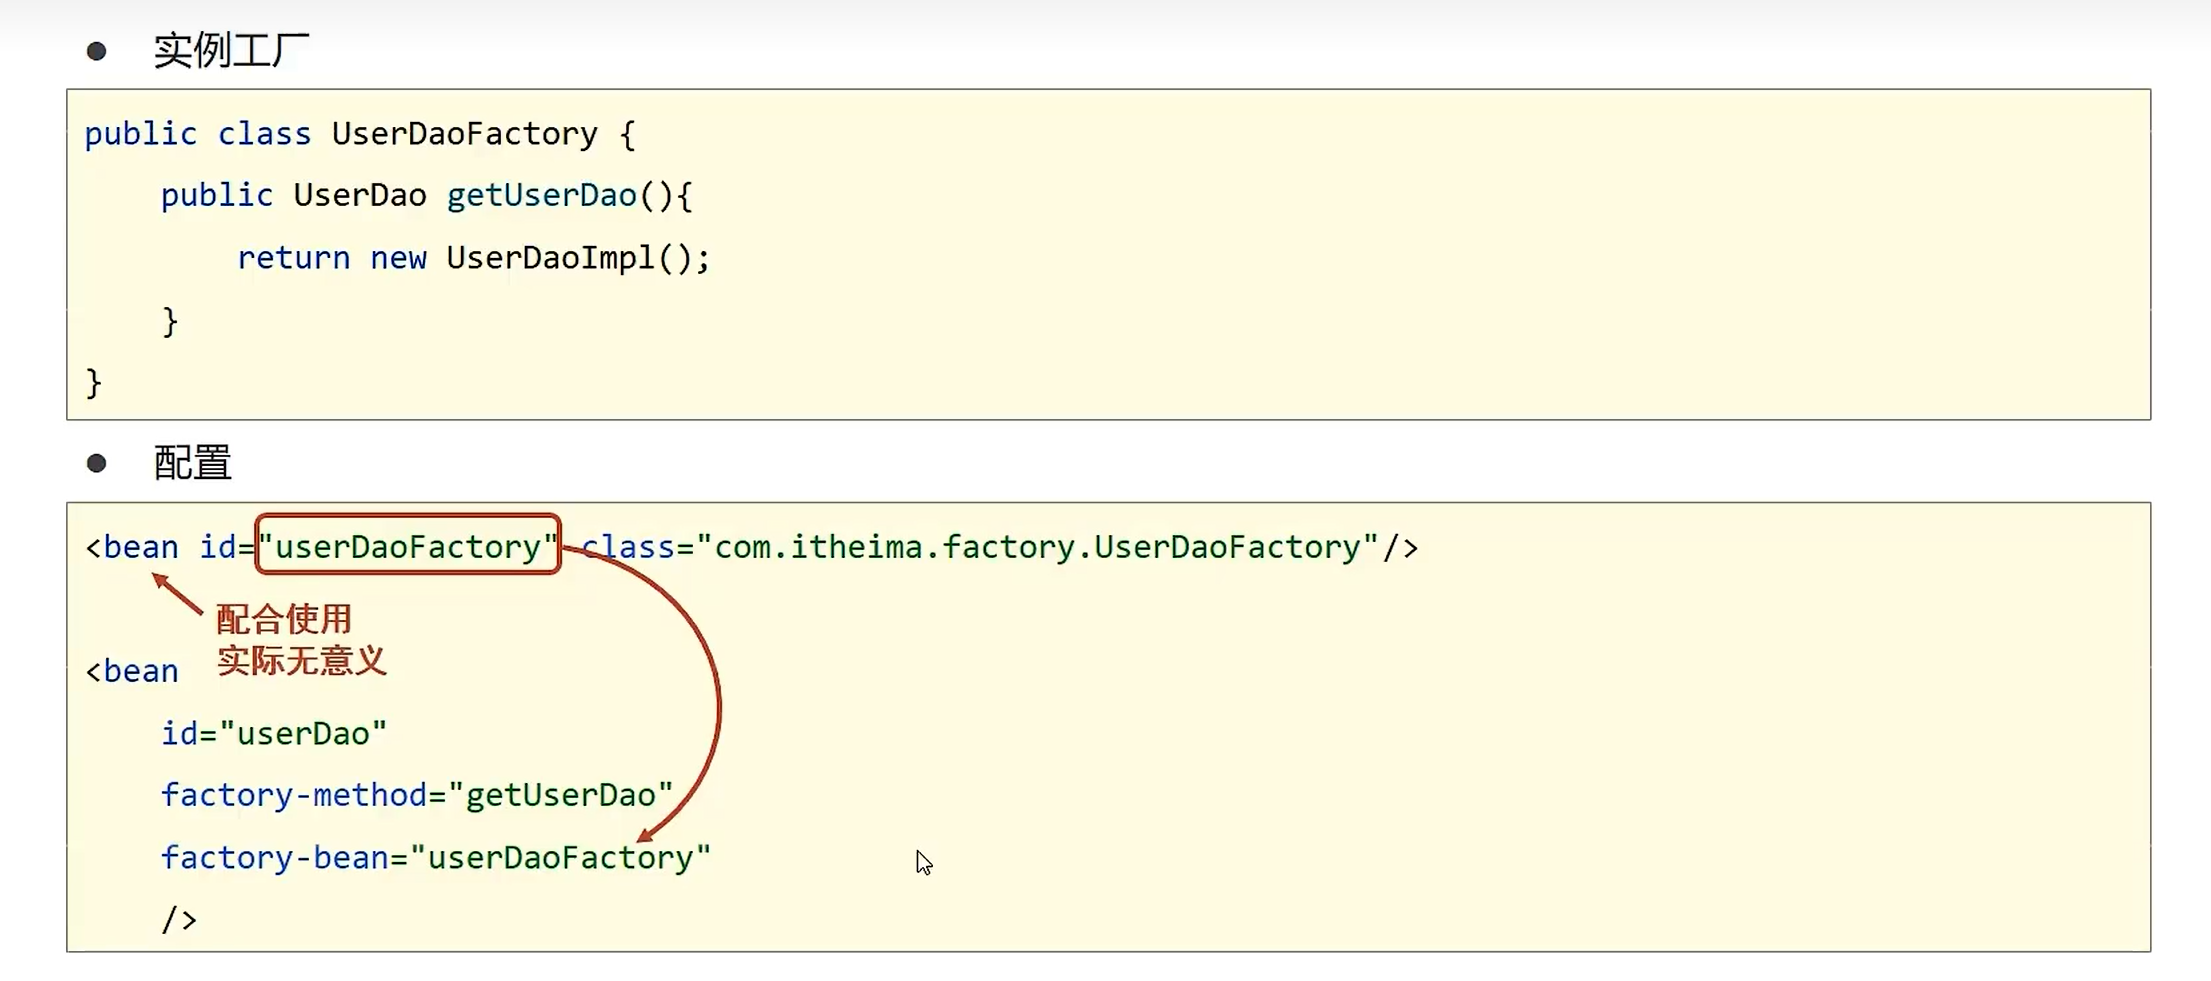 实例工厂
public class UserDaoFactory {
public UserDao getUserDao(){
return new UserDaoImpl();
}
}
配置
<bean id="userDaoFactory" class="com.itheima.factory.UserDaoFactory"/>
配合使用
实际无意义
<bean
id="userDao"
factory-method="getUserDao"
factory-bean="userDaoFactory"
/>